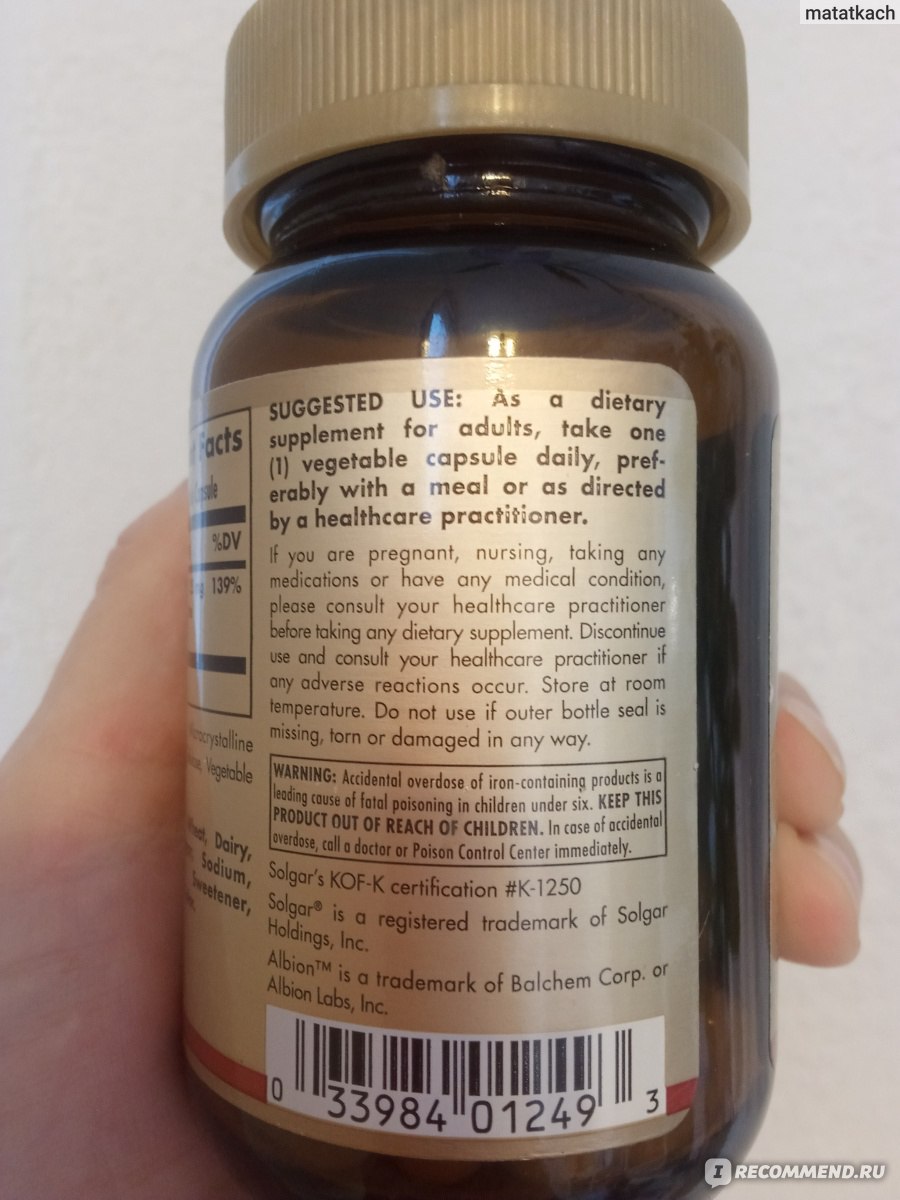 matatkach
Facts
Capsule
%DV
139%
SUGGESTED USE: As a dietary
supplement for adults, take one
(1) vegetable capsule daily, pref-
erably with a meal or as directed
by a healthcare practitioner.
If you are pregnant, nursing, taking any
medications or have any medical condition,
please consult your healthcare practitioner
before taking any dietary supplement. Discontinue
use and consult your healthcare practitioner if
any adverse reactions occur. Store at room
temperature. Do not use if outer bottle seal is
missing, torn or damaged in any way.
Vegetable
Dairy,
Sodium,
Sweetener,
WARNING: Accidental overdose of iron-containing products is a
leading cause of fatal poisoning in children under six. KEEP THIS
PRODUCT OUT OF REACH OF CHILDREN. In case of accidental
overdose, call a doctor or Poison Control Center immediately.
Solgar's KOF-K certification #K-1250
Solgar® is a registered trademark of Solgar
Holdings, Inc.
Albion™ is a trademark of Balchem Corp. or
Albion Labs, Inc.
0 33984 01249 3
IRECOMMEND.RU